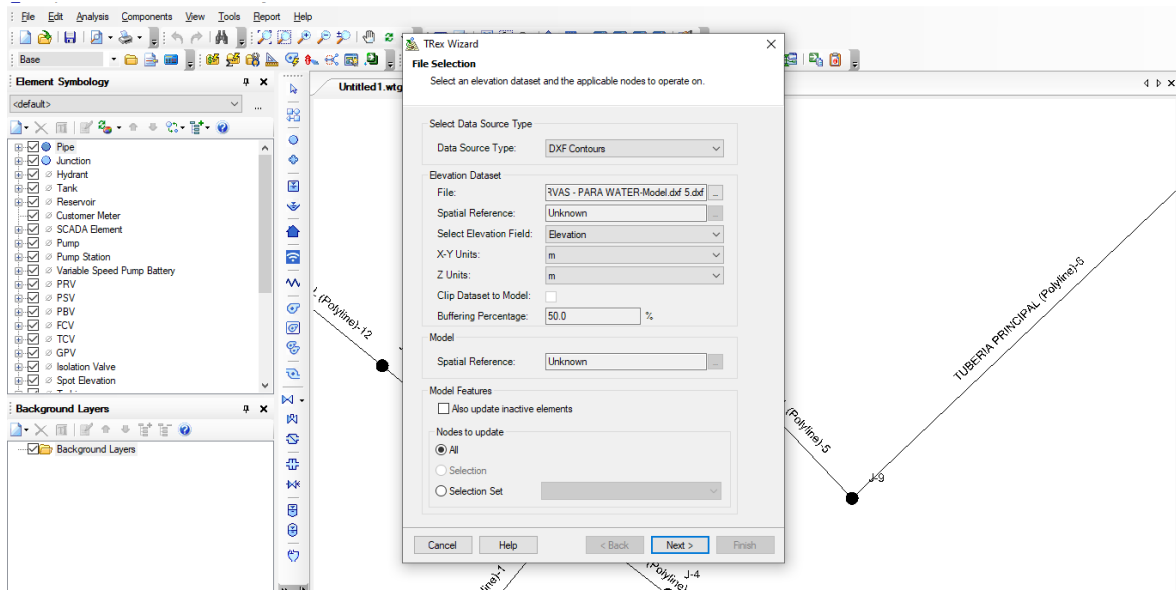 File Edit Analysis Components View Tools Report Help
Base
Element Symbology
<default>
...
Pipe
Junction
Hydrant
Tank
Reservoir
Customer Meter
SCADA Element
Pump
Pump Station
Variable Speed Pump Battery
PRV
PSV
PBV
FCV
TCV
GPV
Isolation Valve
Spot Elevation
Background Layers
Background Layers
Untitled1.wtg
TRex Wizard
File Selection
Select an elevation dataset and the applicable nodes to operate on.
Select Data Source Type
Data Source Type: DXF Contours
Elevation Dataset
File: RVAS - PARA WATER-Model.dxf 5.dxf ...
Spatial Reference: Unknown ...
Select Elevation Field: Elevation
X-Y Units: m
Z Units: m
Clip Dataset to Model:
Buffering Percentage: 50.0 %
Model
Spatial Reference: Unknown ...
Model Features
Also update inactive elements
Nodes to update
All
Selection
Selection Set
Cancel Help < Back Next > Finish
(Polyline)-12
TUBERIA PRINCIPAL (Polyline)-6
(Polyline)-5
J-9
J-4
(Polyline)
line)-1